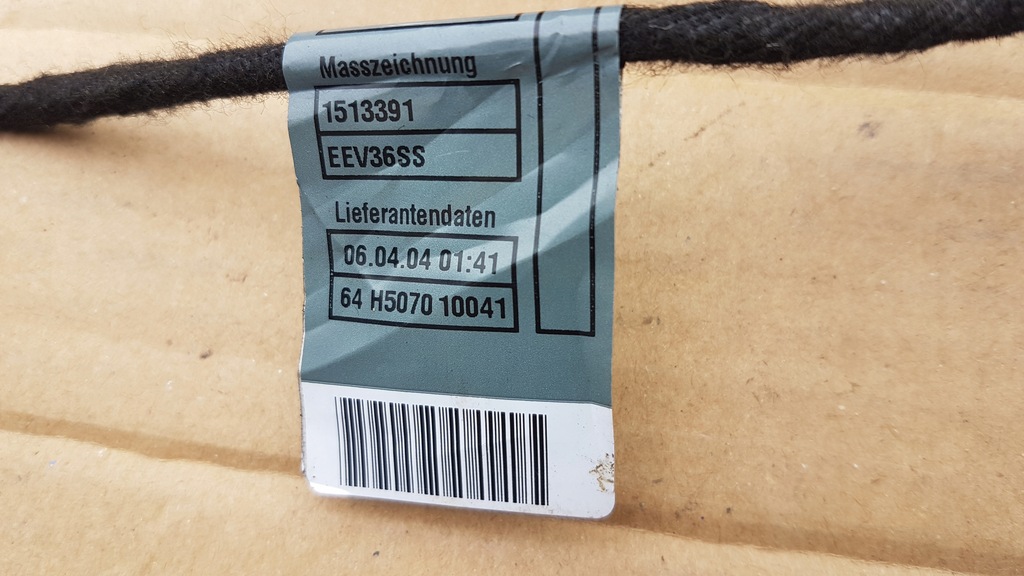 Masszeichnung
1513391
EEV36SS
Lieferantendaten
06.04.04 01:41
64 H5070 10041